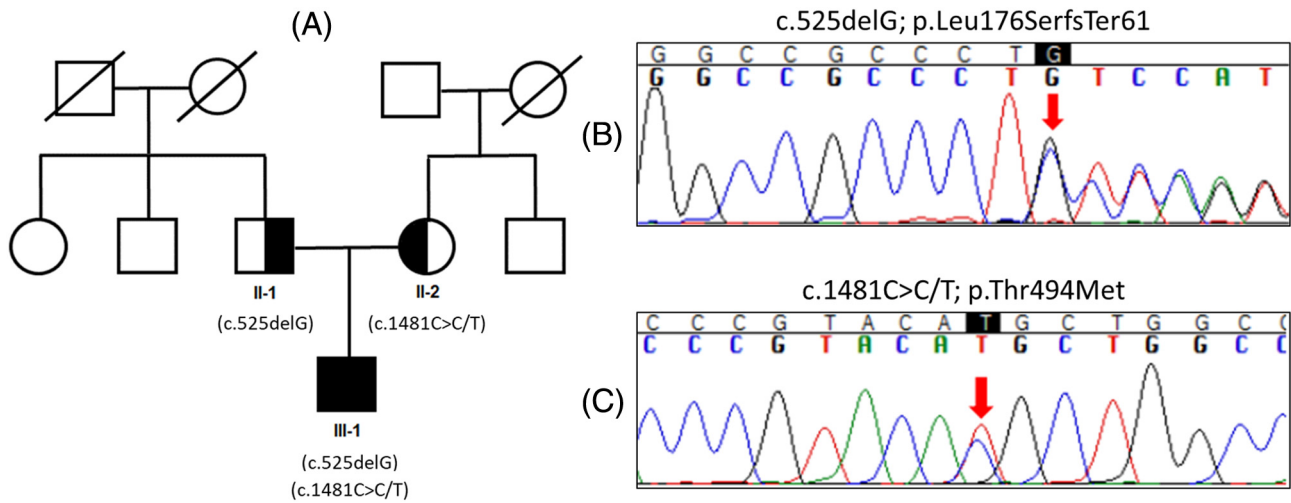 (A)
II-1
(c.525delG)
II-2
(c.1481C>C/T)
III-1
(c.525delG)
(c.1481C>C/T)
(B)
c.525delG; p.Leu176SerfsTer61
G G C C G C C C T G
G G C C G C C C T G T C C A T
(C)
c.1481C>C/T; p.Thr494Met
C C C G T A C A T G C T G G C
C C C G T A C A T G C T G G C C